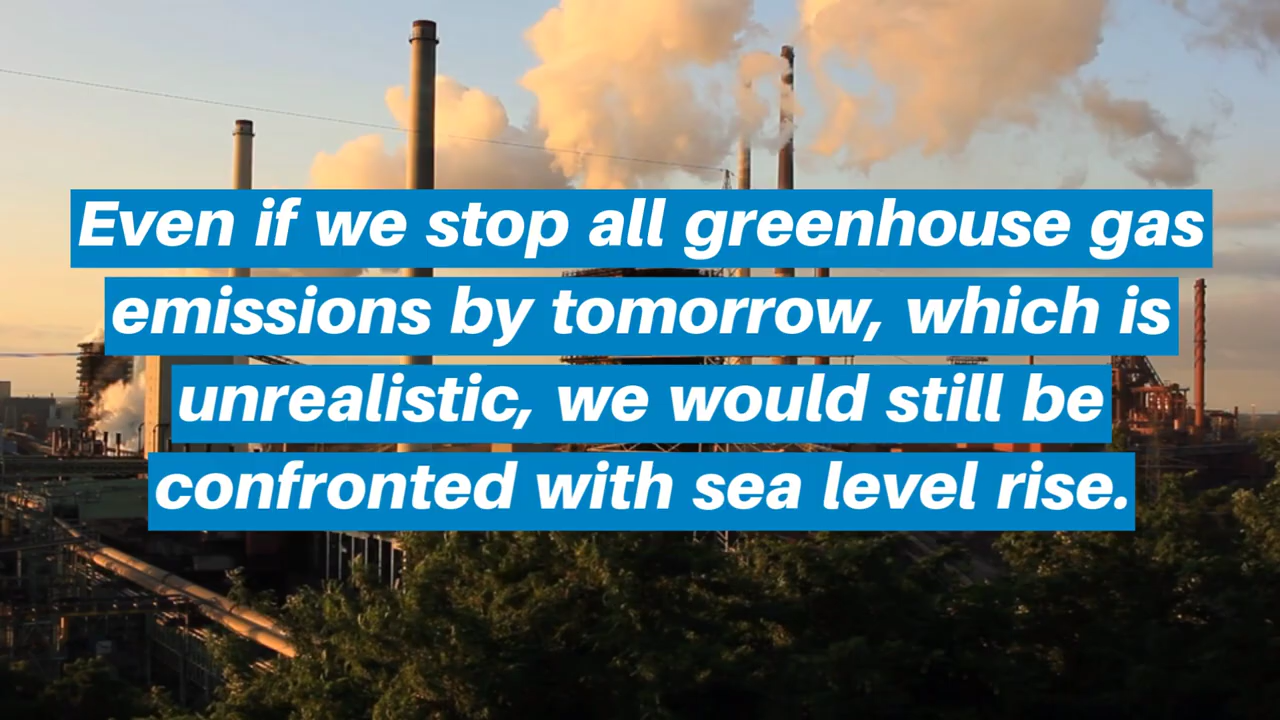 Even if we stop all greenhouse gas
emissions by tomorrow, which is
unrealistic, we would still be
confronted with sea level rise.